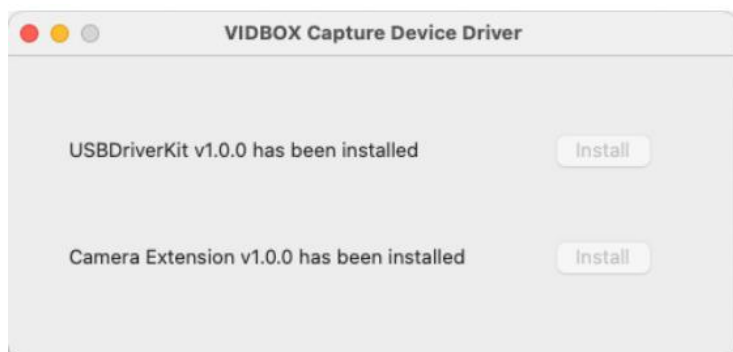 VIDBOX Capture Device Driver
USBDriverKit v1.0.0 has been installed Install
Camera Extension v1.0.0 has been installed Install